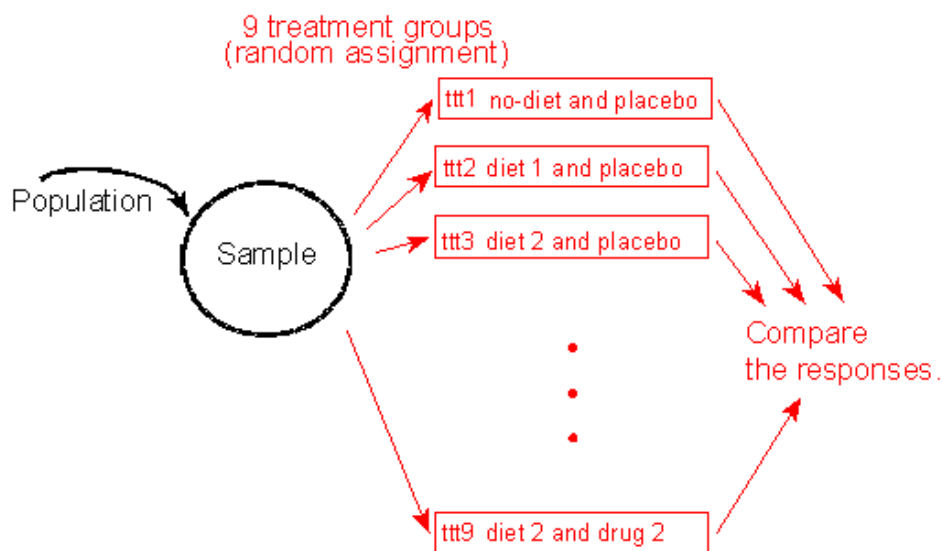 9 treatment groups
(random assignment)
ttt1 no-diet and placebo
ttt2 diet 1 and placebo
Population
ttt3 diet 2 and placebo
Sample
Compare
the responses.
ttt9 diet 2 and drug 2